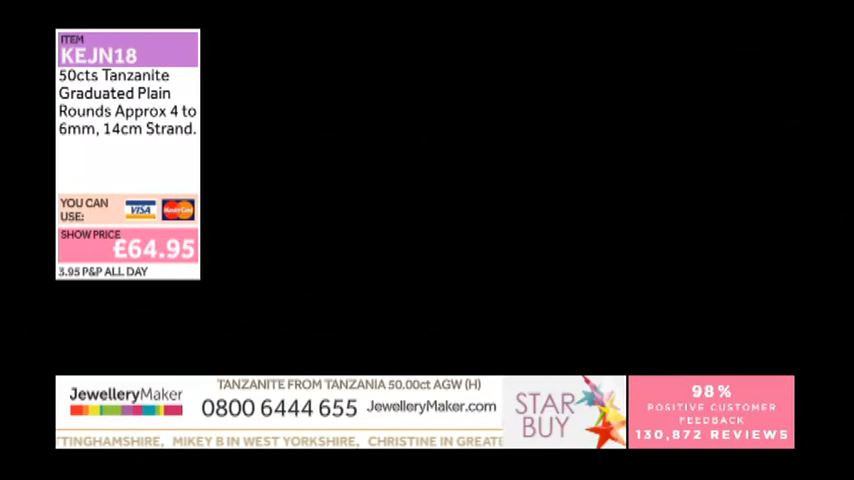 ITEM
KEJN18
50cts Tanzanite
Graduated Plain
Rounds Approx 4 to
6mm, 14cm Strand.
YOU CAN
USE:
VISA
MasterCard
SHOW PRICE
£64.95
3.95 P&P ALL DAY
JewelleryMaker
TANZANITE FROM TANZANIA 50.00ct AGW (H)
0800 6444 655
JewelleryMaker.com
TTINGHAMSHIRE, MIKEY B IN WEST YORKSHIRE, CHRISTINE IN GREATE
STAR
BUY
98%
POSITIVE CUSTOMER
FEEDBACK
130,872 REVIEWS